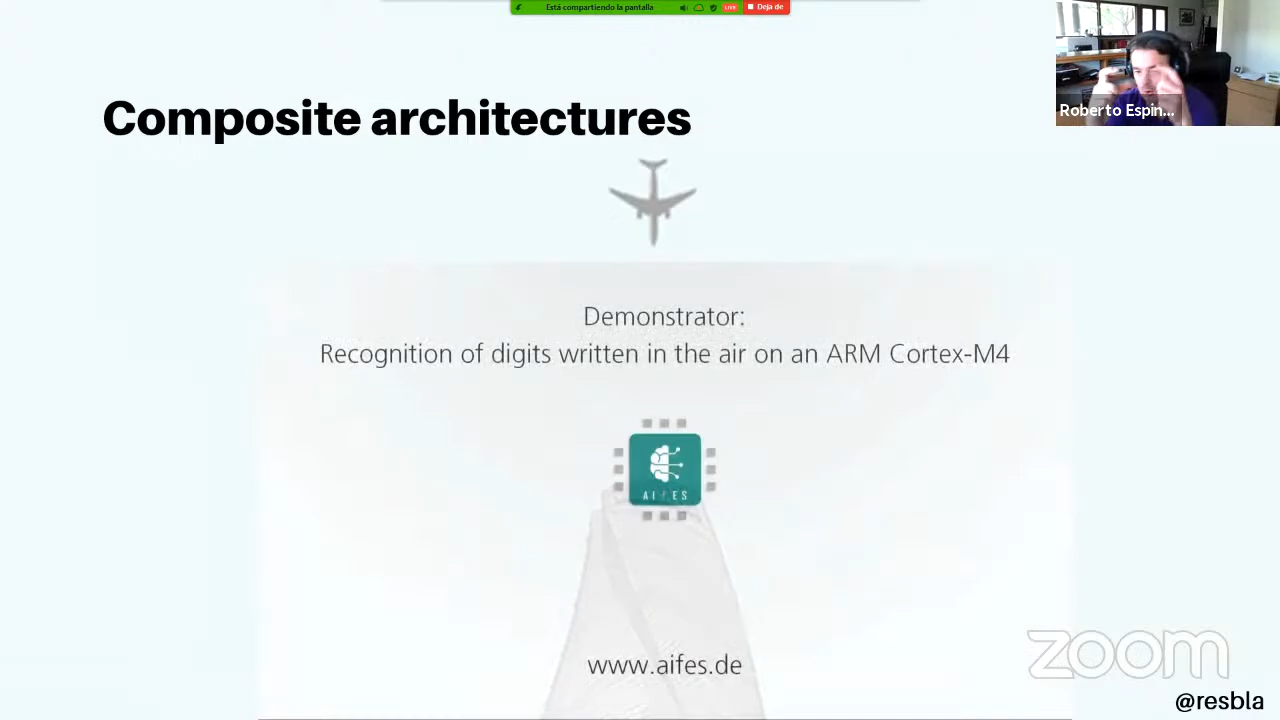 Está compartiendo la pantalla
LIVE
Deja de
Roberto Espin...
Composite architectures
Demonstrator:
Recognition of digits written in the air on an ARM Cortex-M4
AIFES
www.aifes.de
zoom
@resbla